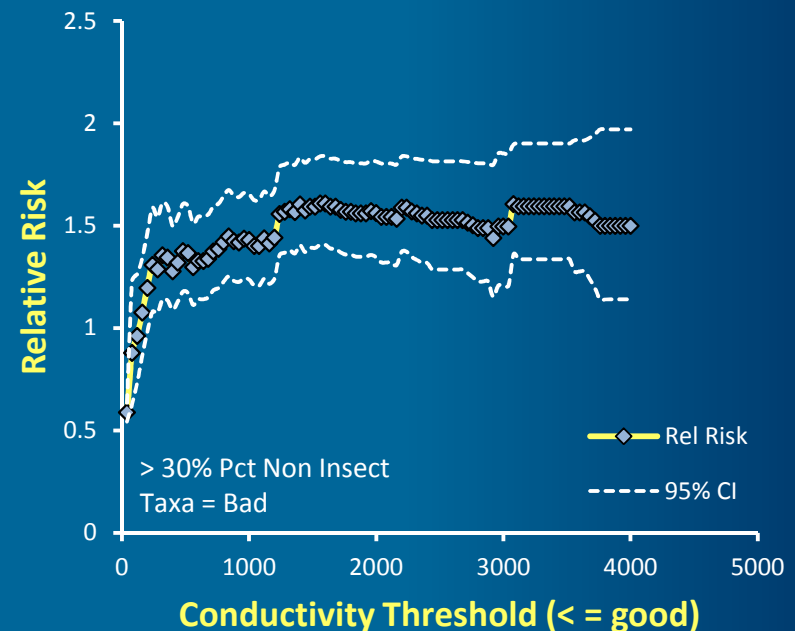 2.5
2
1.5
1
0.5
0
Relative Risk
> 30% Pct Non Insect
Taxa = Bad
Rel Risk
95% CI
0 1000 2000 3000 4000 5000
Conductivity Threshold (< = good)